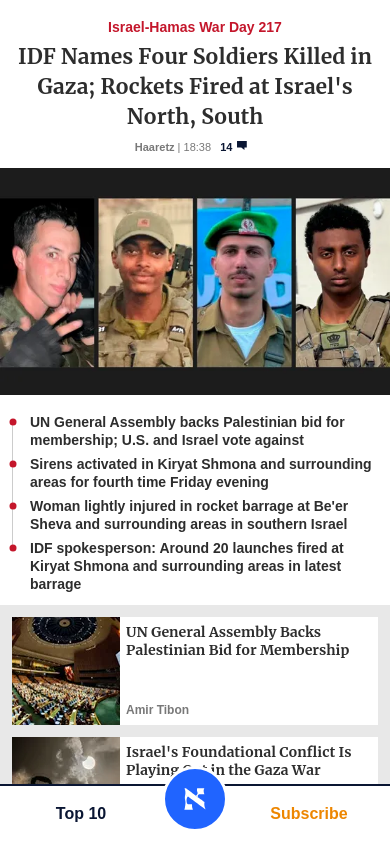 Israel-Hamas War Day 217
IDF Names Four Soldiers Killed in
Gaza; Rockets Fired at Israel's
North, South
Haaretz | 18:38 14
UN General Assembly backs Palestinian bid for
membership; U.S. and Israel vote against
Sirens activated in Kiryat Shmona and surrounding
areas for fourth time Friday evening
Woman lightly injured in rocket barrage at Be'er
Sheva and surrounding areas in southern Israel
IDF spokesperson: Around 20 launches fired at
Kiryat Shmona and surrounding areas in latest
barrage
UN General Assembly Backs
Palestinian Bid for Membership
Amir Tibon
Israel's Foundational Conflict Is
Playing in the Gaza War
Top 10
א
Subscribe